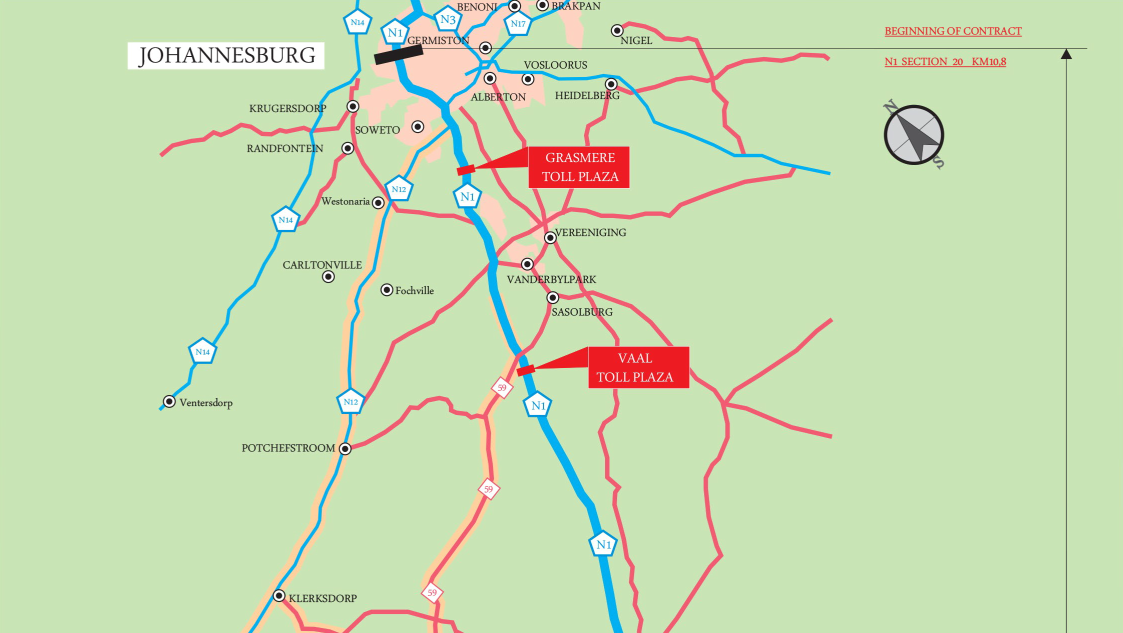 BENONI
BRAKPAN
N14
N3
N17
N1
NIGEL
BEGINNING OF CONTRACT
GERMISTON
JOHANNESBURG
N1 SECTION 20 KM10.8
VOSLOORUS
ALBERTON
HEIDELBERG
KRUGERSDORP
N
SOWETO
RANDFONTEIN
S
GRASMERE
TOLL PLAZA
N12
N1
Westonaria
N14
VEREENIGING
CARLTONVILLE
VANDERBYLPARK
Fochville
SASOLBURG
N14
VAAL
TOLL PLAZA
59
Ventersdorp
N12
N1
POTCHEFSTROOM
59
N1
59
KLERKSDORP